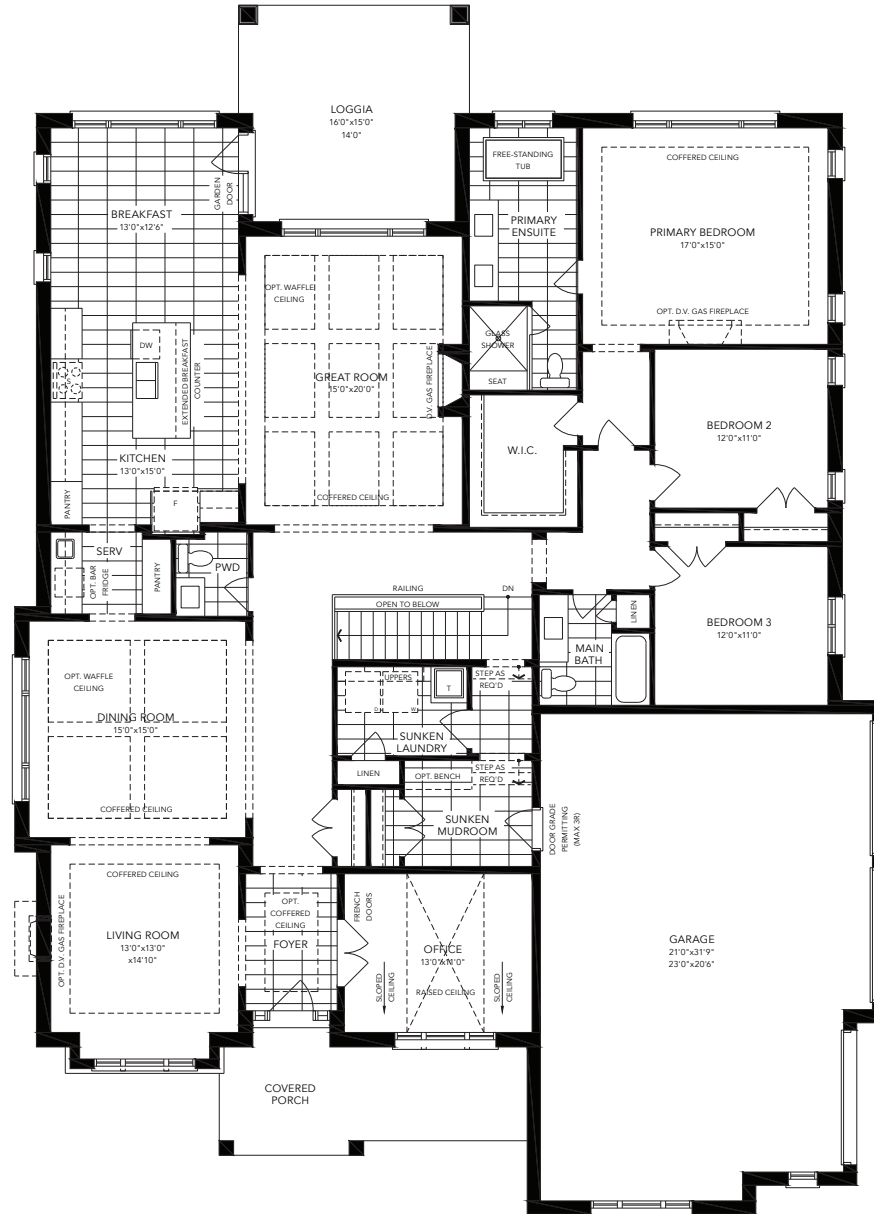 LOGGIA
16'0"x15'0"
14'0"
FREE-STANDING
TUB
COFFERED CEILING
GARDEN
DOOR
BREAKFAST
13'0"x12'6"
PRIMARY
ENSUITE
PRIMARY BEDROOM
17'0"x15'0"
OPT. WAFFLE
CEILING
OPT. D.V. GAS FIREPLACE
DW
EXTENDED BREAKFAST
COUNTER
GLASS
SHOWER
SEAT
GREAT ROOM
15'0"x20'0"
D.V. GAS FIREPLACE
BEDROOM 2
12'0"x11'0"
W.I.C.
KITCHEN
13'0"x15'0"
PANTRY
F
COFFERED CEILING
SERV
OPT. BAR
FRIDGE
PANTRY
PWD
RAILING
DN
OPEN TO BELOW
LINEN
BEDROOM 3
12'0"x11'0"
MAIN
BATH
OPT. WAFFLE
CEILING
UPPERS
T
STEP AS
REQ'D
D
W
DINING ROOM
15'0"x15'0"
SUNKEN
LAUNDRY
LINEN
OPT. BENCH
STEP AS
REQ'D
COFFERED CEILING
SUNKEN
MUDROOM
DOOR GRADE
PERMITTING
(MAX 3R)
COFFERED CEILING
OPT. D.V. GAS FIREPLACE
LIVING ROOM
13'0"x13'0"
x14'10"
OPT.
COFFERED
CEILING
FOYER
FRENCH
DOORS
OFFICE
13'0"x11'0"
SLOPED
CEILING
RAISED CEILING
SLOPED
CEILING
GARAGE
21'0"x31'9"
23'0"x20'6"
COVERED
PORCH